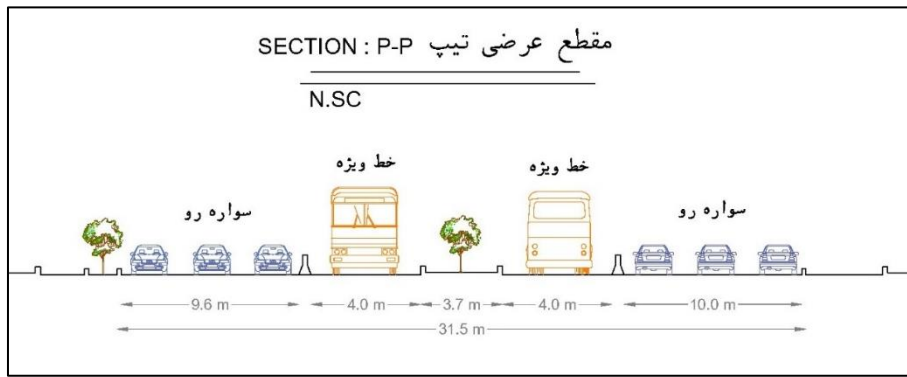 SECTION : P-P مقطع عرضی تیپ
N.SC
خط ویژه
خط ویژه
سواره رو
سواره رو
9.6 m
4.0 m
3.7 m
4.0 m
10.0 m
31.5 m